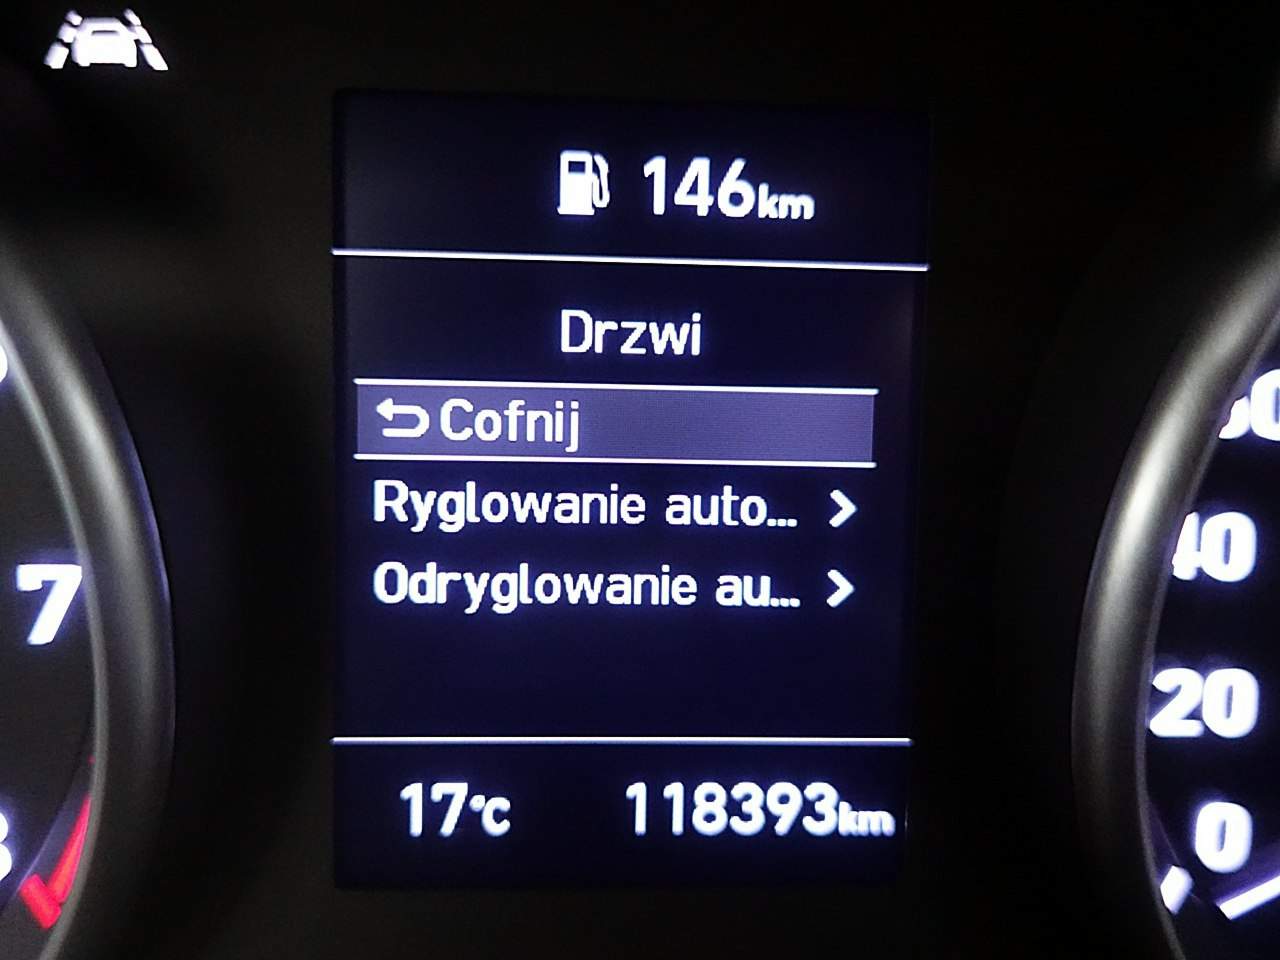 146km
Drzwi
Cofnij
Ryglowanie auto...
Odryglowanie au...
17°C 118393km
7
40
20
0